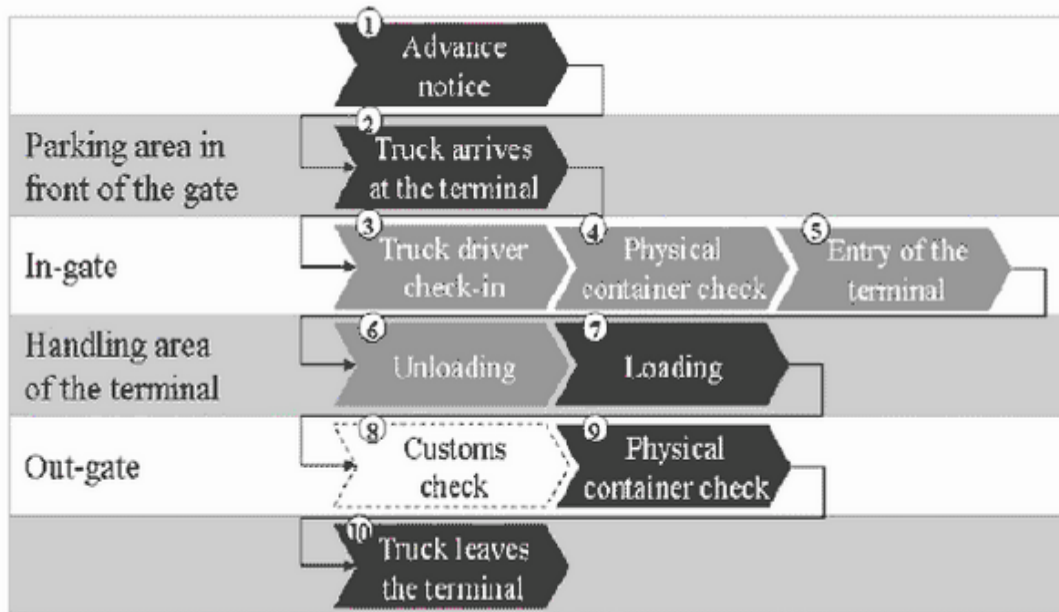 1
Advance
notice
Parking area in
front of the gate
2
Truck arrives
at the terminal
In-gate
3
Truck driver
check-in
4
Physical
container check
5
Entry of the
terminal
Handling area
of the terminal
6
Unloading
7
Loading
Out-gate
8
Customs
check
9
Physical
container check
10
Truck leaves
the terminal